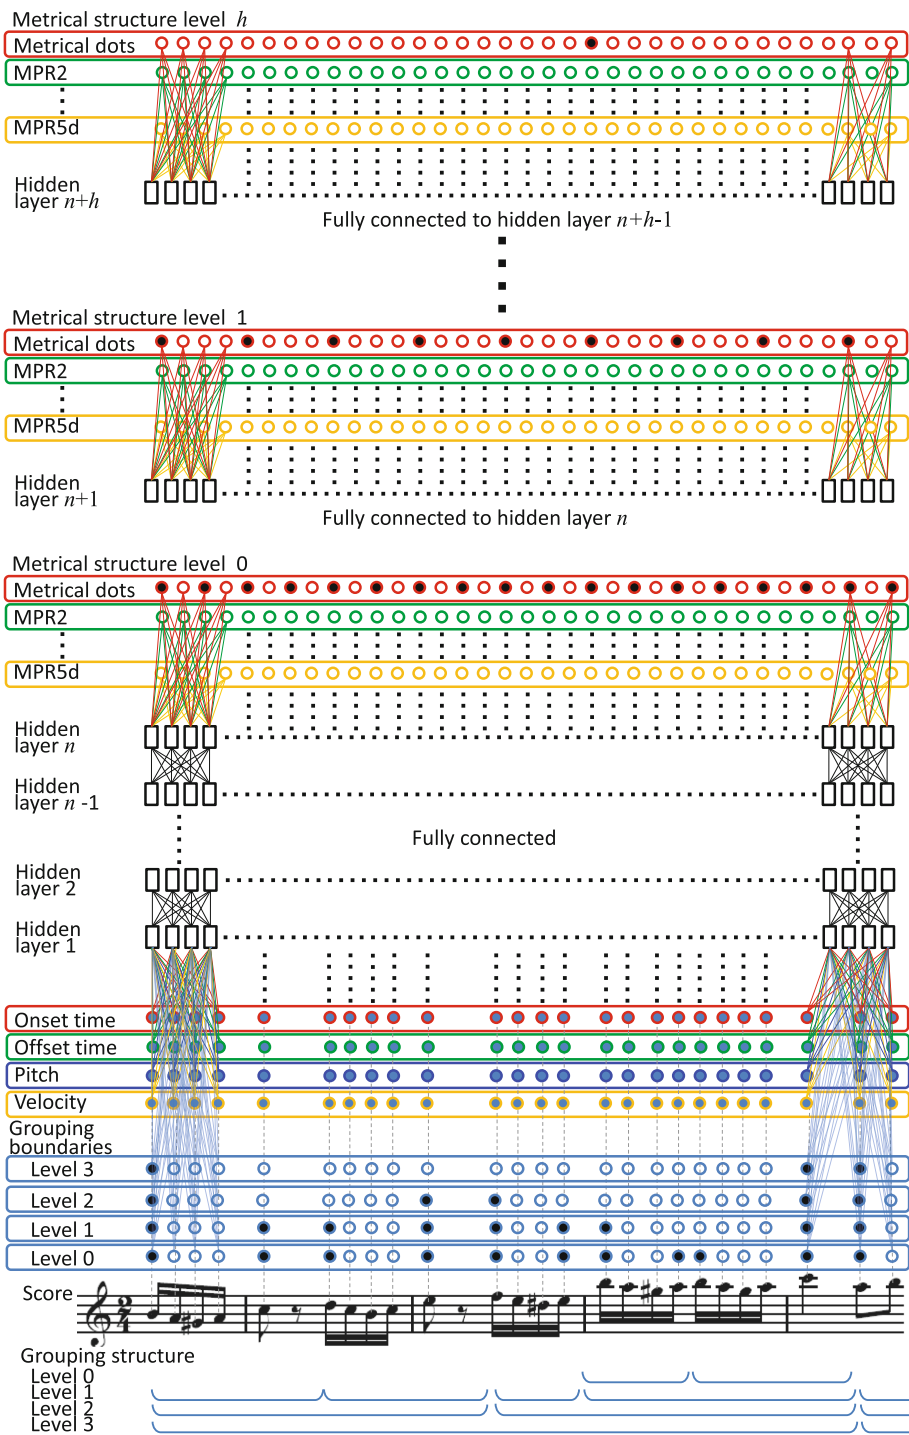 Metrical structure level h
Metrical dots
MPR2
MPR5d
Hidden
layer n+h
Fully connected to hidden layer n+h-1
Metrical structure level 1
Metrical dots
MPR2
MPR5d
Hidden
layer n+1
Fully connected to hidden layer n
Metrical structure level 0
Metrical dots
MPR2
MPR5d
Hidden
layer n
Hidden
layer n -1
Fully connected
Hidden
layer 2
Hidden
layer 1
Onset time
Offset time
Pitch
Velocity
Grouping
boundaries
Level 3
Level 2
Level 1
Level 0
Score
2
4
Grouping structure
Level 0
Level 1
Level 2
Level 3